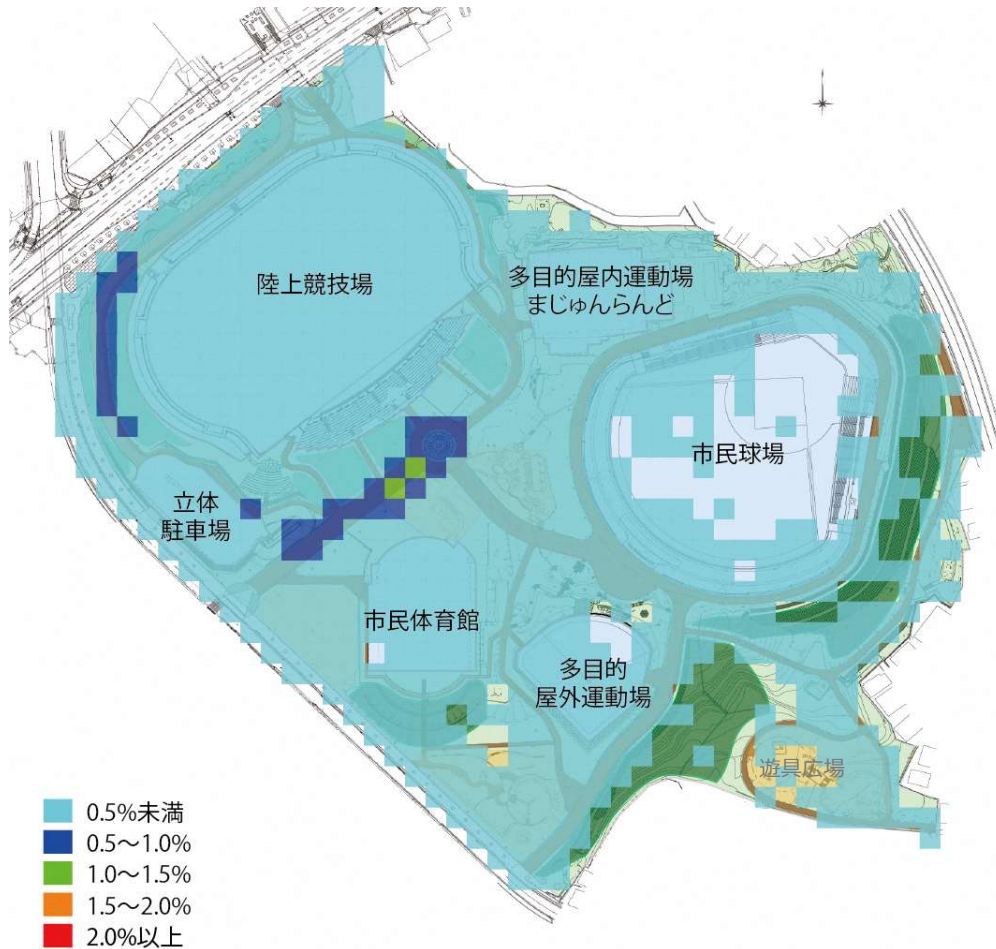 陸上競技場
多目的屋内運動場
まじゅんらんど
市民球場
立体
駐車場
市民体育館
多目的
屋外運動場
遊具広場
0.5%未満
0.5~1.0%
1.0~1.5%
1.5~2.0%
2.0%以上